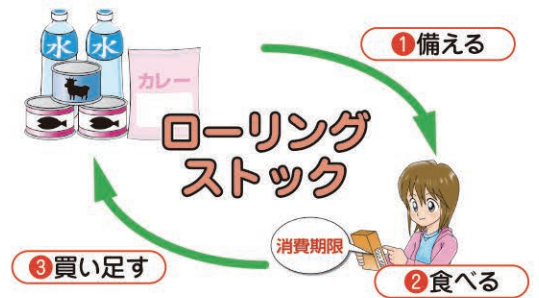 水 水
カレー
ローリング
ストック
❶備える
消費期限
❷食べる
❸買い足す